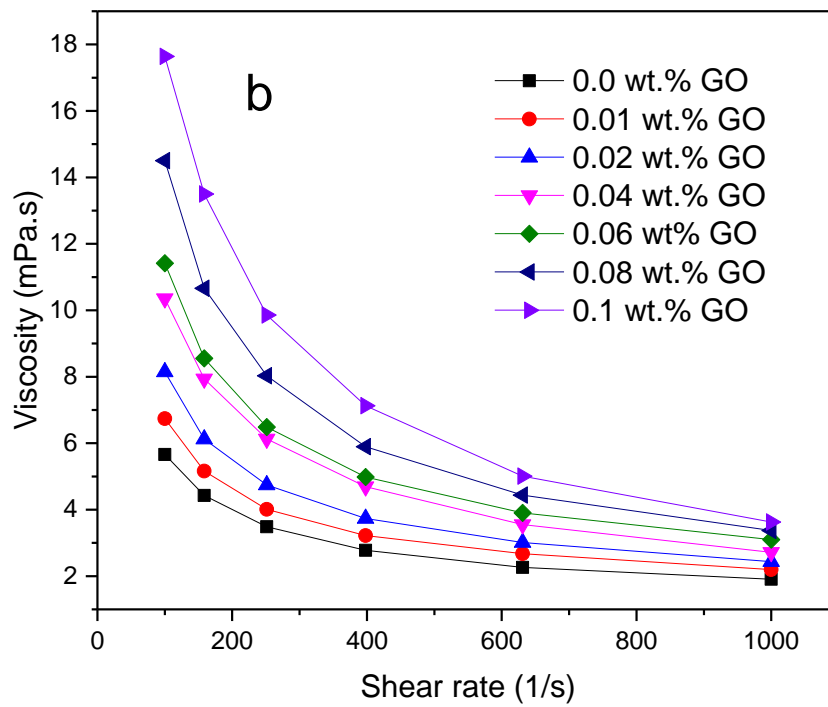 b
0.0 wt.% GO
0.01 wt.% GO
0.02 wt.% GO
0.04 wt.% GO
0.06 wt% GO
0.08 wt.% GO
0.1 wt.% GO
Viscosity (mPa.s)
18
16
14
12
10
8
6
4
2
0 200 400 600 800 1000
Shear rate (1/s)